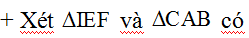 + Xét ΔIEF và ΔCAB có